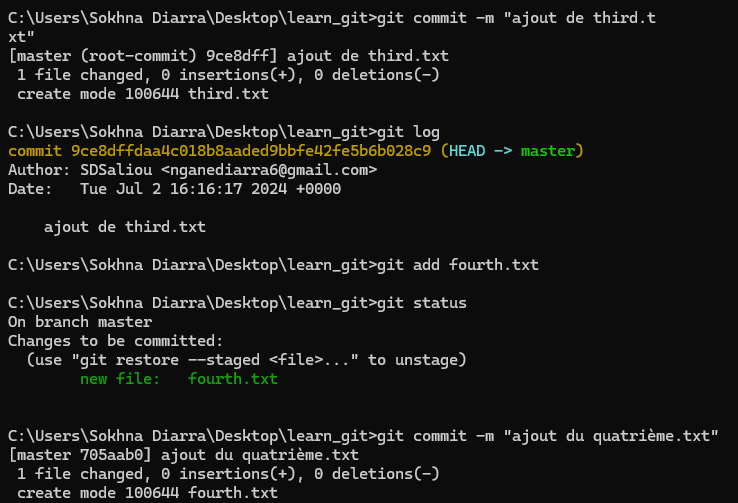 C:\Users\Sokhna Diarra\Desktop\learn_git>git commit -m "ajout de third.t
xt"
[master (root-commit) 9ce8dff] ajout de third.txt
 1 file changed, 0 insertions(+), 0 deletions(-)
 create mode 100644 third.txt

C:\Users\Sokhna Diarra\Desktop\learn_git>git log
commit 9ce8dffdaa4c018b8aaded9bbfe42fe5b6b028c9 (HEAD -> master)
Author: SDSaliou <nganediarra6@gmail.com>
Date:   Tue Jul 2 16:16:17 2024 +0000

    ajout de third.txt

C:\Users\Sokhna Diarra\Desktop\learn_git>git add fourth.txt

C:\Users\Sokhna Diarra\Desktop\learn_git>git status
On branch master
Changes to be committed:
  (use "git restore --staged <file>..." to unstage)
        new file:   fourth.txt


C:\Users\Sokhna Diarra\Desktop\learn_git>git commit -m "ajout du quatrième.txt"
[master 705aab0] ajout du quatrième.txt
 1 file changed, 0 insertions(+), 0 deletions(-)
 create mode 100644 fourth.txt